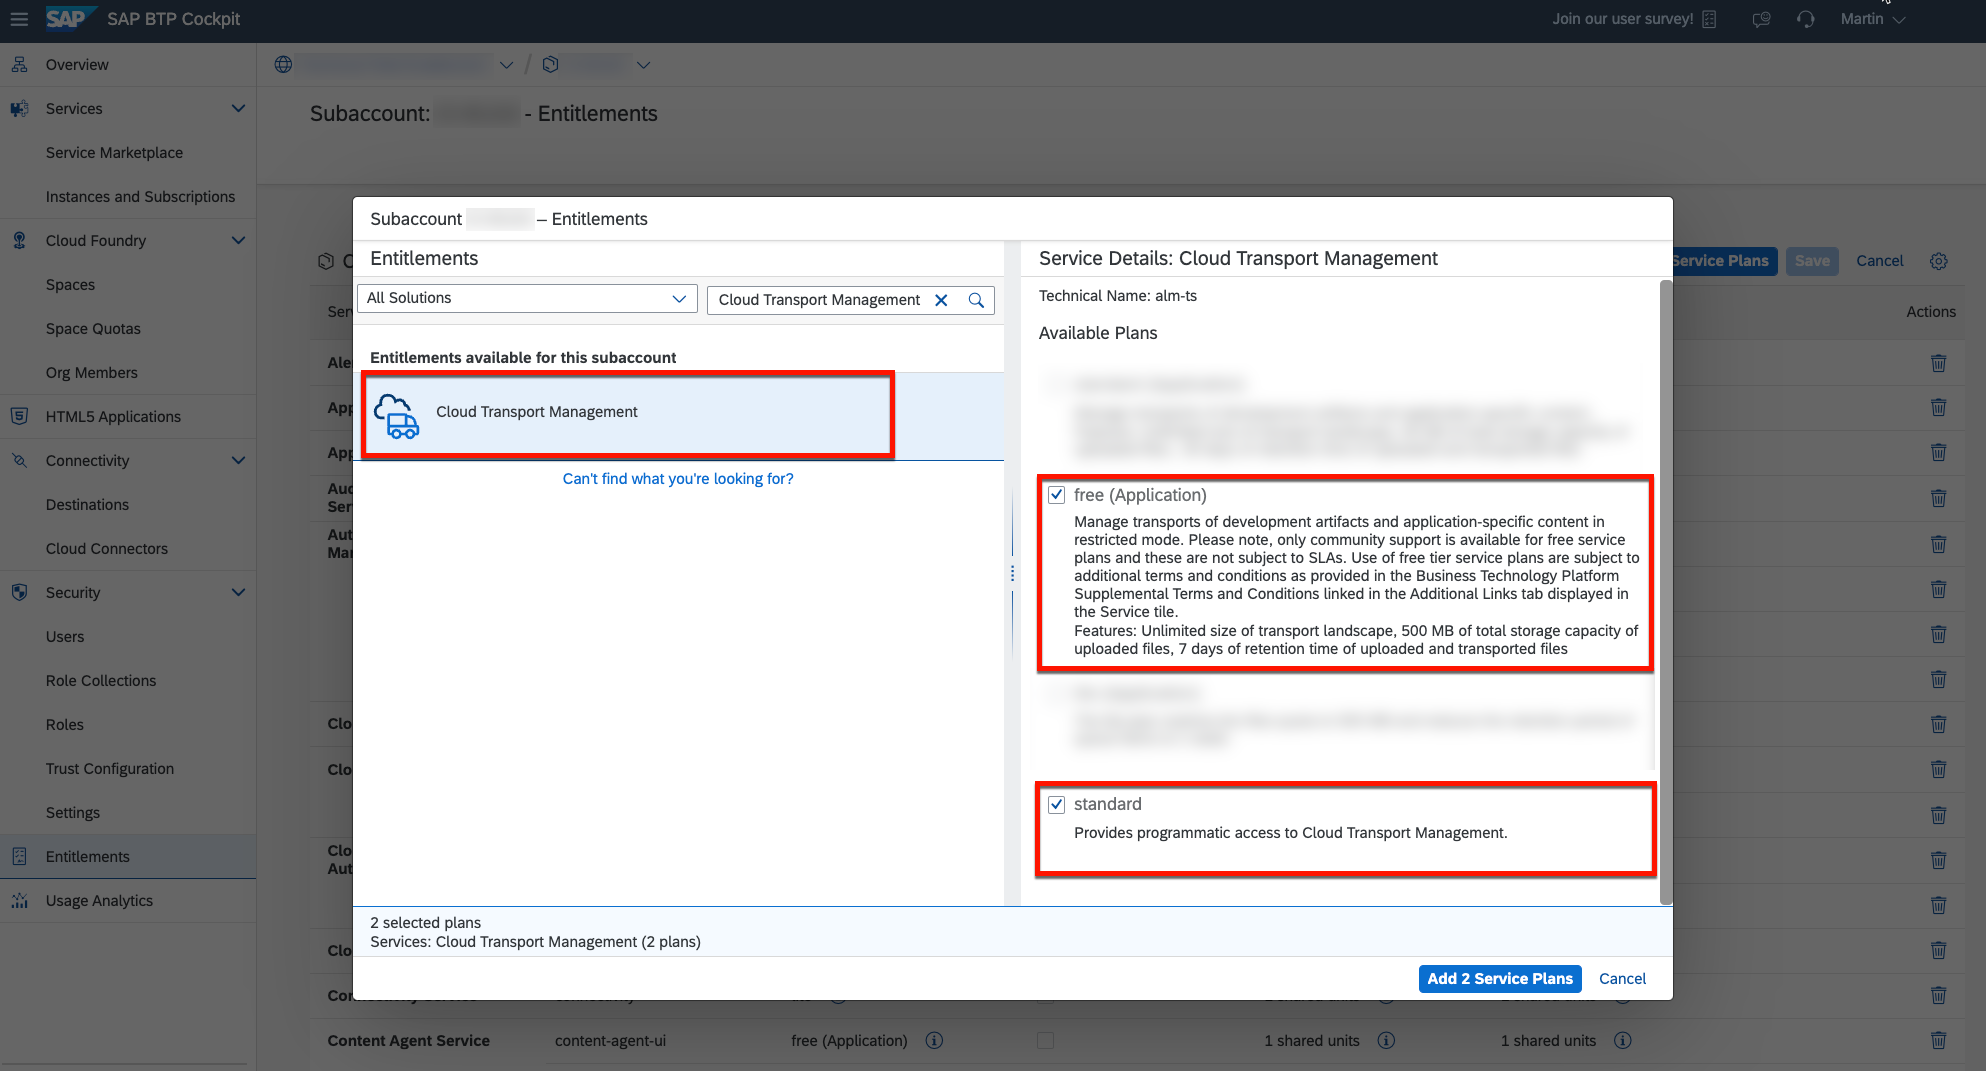 SAP SAP BTP Cockpit
Join our user survey!
Martin
Overview
Services
Service Marketplace
Instances and Subscriptions
Cloud Foundry
Spaces
Space Quotas
Org Members
HTML5 Applications
Connectivity
Destinations
Cloud Connectors
Security
Users
Role Collections
Roles
Trust Configuration
Settings
Entitlements
Usage Analytics
/
Subaccount: - Entitlements
Service Plans
Save
Cancel
Actions
Subaccount – Entitlements
Entitlements
All Solutions
Cloud Transport Management
Entitlements available for this subaccount
Cloud Transport Management
Can't find what you're looking for?
Service Details: Cloud Transport Management
Technical Name: alm-ts
Available Plans
free (Application)
Manage transports of development artifacts and application-specific content in
restricted mode. Please note, only community support is available for free service
plans and these are not subject to SLAs. Use of free tier service plans are subject to
additional terms and conditions as provided in the Business Technology Platform
Supplemental Terms and Conditions linked in the Additional Links tab displayed in
the Service tile.
Features: Unlimited size of transport landscape, 500 MB of total storage capacity of
uploaded files, 7 days of retention time of uploaded and transported files
standard
Provides programmatic access to Cloud Transport Management.
2 selected plans
Services: Cloud Transport Management (2 plans)
Add 2 Service Plans
Cancel
Content Agent Service
content-agent-ui
free (Application)
1 shared units
1 shared units